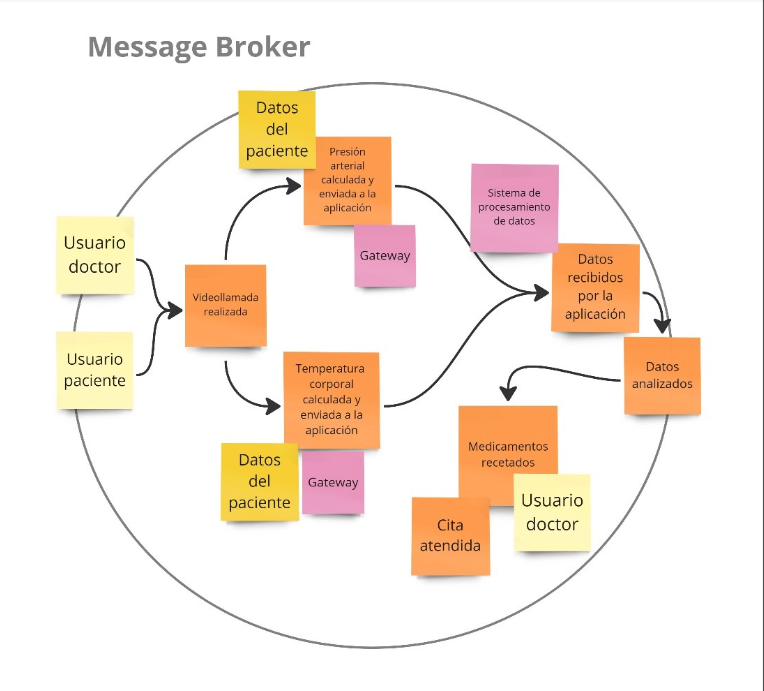 Message Broker
Datos
del
paciente
Presión
arterial
calculada y
enviada a la
aplicación
Gateway
Sistema de
procesamiento
de datos
Usuario
doctor
Usuario
paciente
Videollamada
realizada
Datos
recibidos
por la
aplicación
Temperatura
corporal
calculada y
enviada a la
aplicación
Datos
del
paciente
Gateway
Datos
analizados
Medicamentos
recetados
Usuario
doctor
Cita
atendida